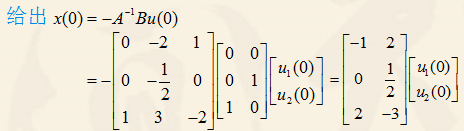 给出 x(0) = −A⁻¹Bu(0)
= −[0 −2 1; 0 −1/2 0; 1 3 −2][0 0; 0 1; 1 0][u₁(0); u₂(0)] = [−1 2; 0 1/2; 2 −3][u₁(0); u₂(0)]